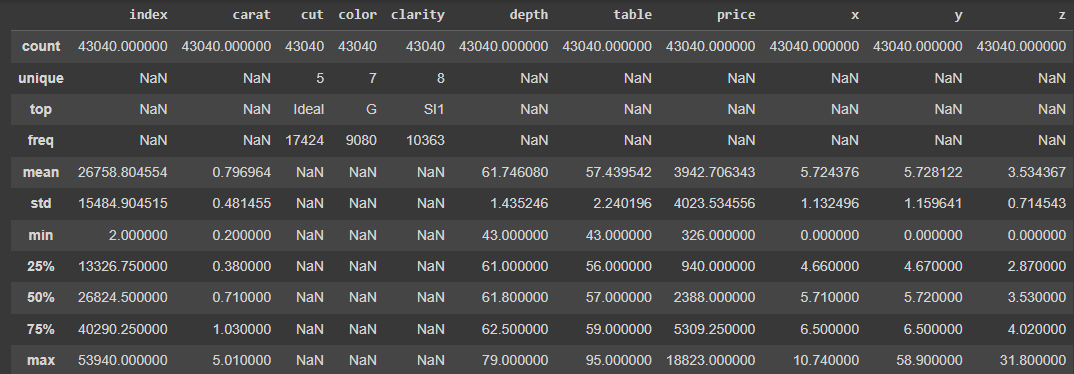 index carat cut color clarity depth table price x y z
count 43040.000000 43040.000000 43040 43040 43040 43040.000000 43040.000000 43040.000000 43040.000000 43040.000000 43040.000000
unique NaN NaN 5 7 8 NaN NaN NaN NaN NaN NaN
top NaN NaN Ideal G SI1 NaN NaN NaN NaN NaN NaN
freq NaN NaN 17424 9080 10363 NaN NaN NaN NaN NaN NaN
mean 26758.804554 0.796964 NaN NaN NaN 61.746080 57.439542 3942.706343 5.724376 5.728122 3.534367
std 15484.904515 0.481455 NaN NaN NaN 1.435246 2.240196 4023.534556 1.132496 1.159641 0.714543
min 2.000000 0.200000 NaN NaN NaN 43.000000 43.000000 326.000000 0.000000 0.000000 0.000000
25% 13326.750000 0.380000 NaN NaN NaN 61.000000 56.000000 940.000000 4.660000 4.670000 2.870000
50% 26824.500000 0.710000 NaN NaN NaN 61.800000 57.000000 2388.000000 5.710000 5.720000 3.530000
75% 40290.250000 1.030000 NaN NaN NaN 62.500000 59.000000 5309.250000 6.500000 6.500000 4.020000
max 53940.000000 5.010000 NaN NaN NaN 79.000000 95.000000 18823.000000 10.740000 58.900000 31.800000